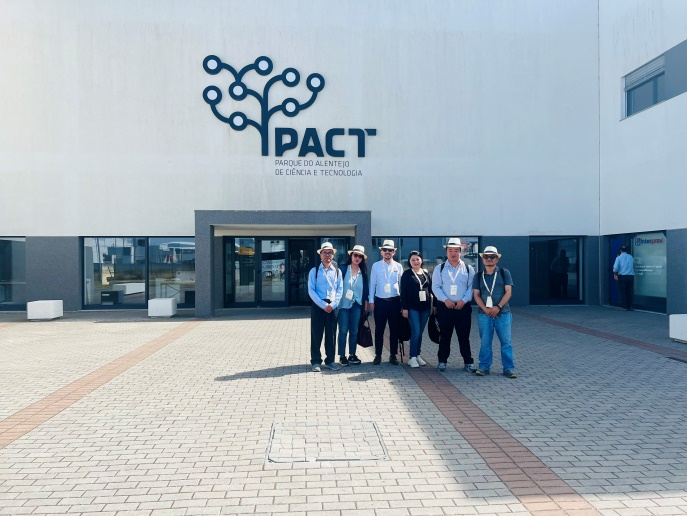 PACT
PARQUE DO ALENTEJO
DE CIÊNCIA E TECNOLOGIA